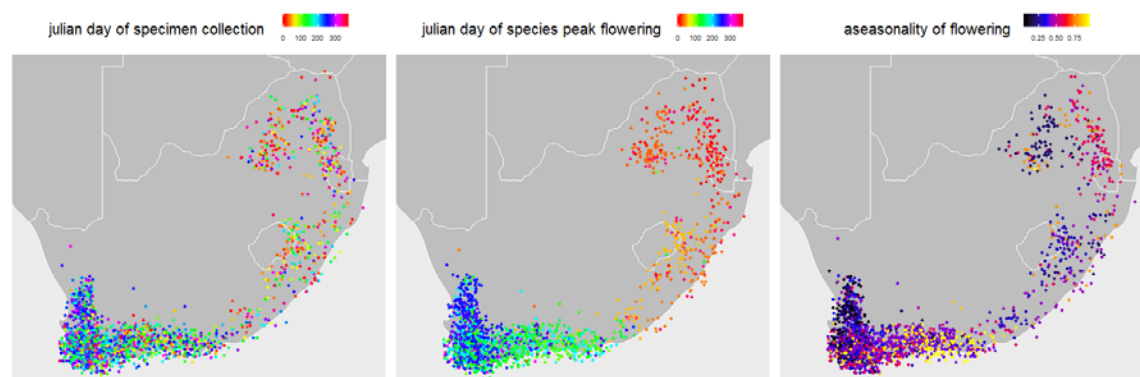 julian day of specimen collection
0 100 200 300
julian day of species peak flowering
0 100 200 300
aseasonality of flowering
0.25 0.50 0.75